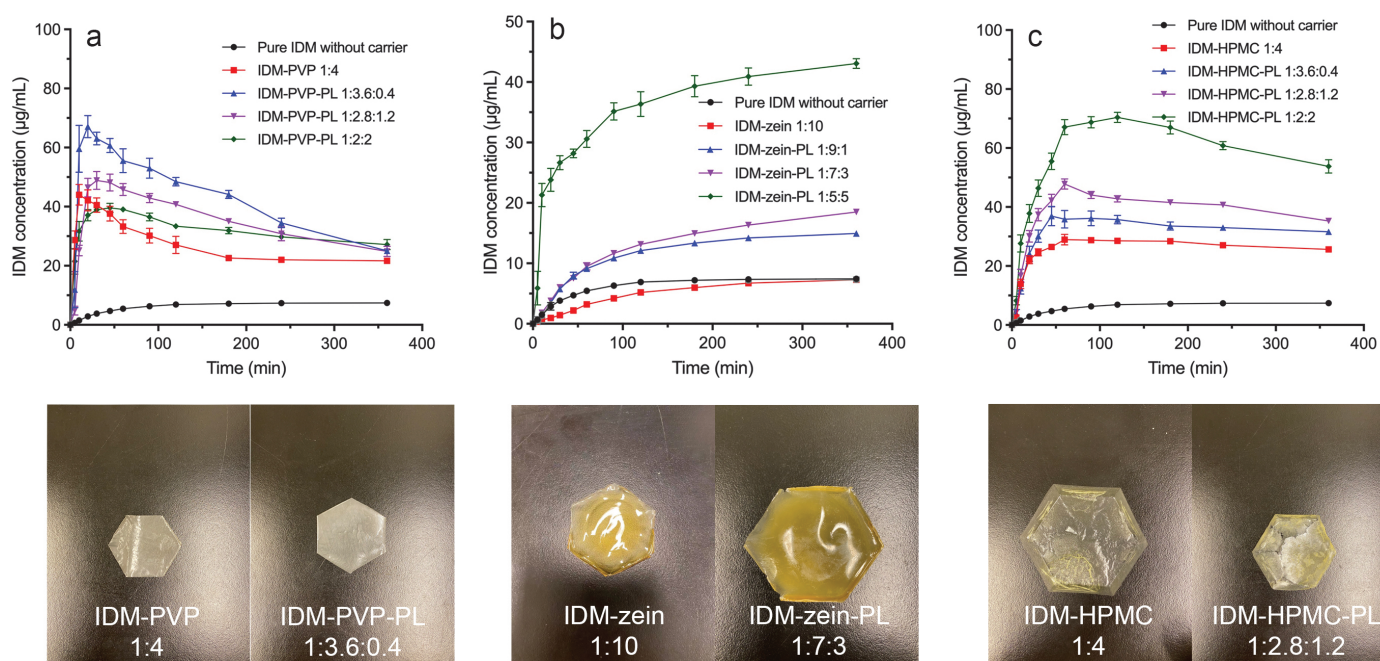 a
IDM concentration (µg/mL)
100
80
60
40
20
0
0
100
200
300
400
Time (min)
Pure IDM without carrier
IDM-PVP 1:4
IDM-PVP-PL 1:3.6:0.4
IDM-PVP-PL 1:2.8:1.2
IDM-PVP-PL 1:2:2
b
IDM concentration (µg/mL)
50
40
30
20
10
0
0
100
200
300
400
Time (min)
Pure IDM without carrier
IDM-zein 1:10
IDM-zein-PL 1:9:1
IDM-zein-PL 1:7:3
IDM-zein-PL 1:5:5
c
IDM concentration (µg/mL)
100
80
60
40
20
0
0
100
200
300
400
Time (min)
Pure IDM without carrier
IDM-HPMC 1:4
IDM-HPMC-PL 1:3.6:0.4
IDM-HPMC-PL 1:2.8:1.2
IDM-HPMC-PL 1:2:2
IDM-PVP
1:4
IDM-PVP-PL
1:3.6:0.4
IDM-zein
1:10
IDM-zein-PL
1:7:3
IDM-HPMC
1:4
IDM-HPMC-PL
1:2.8:1.2